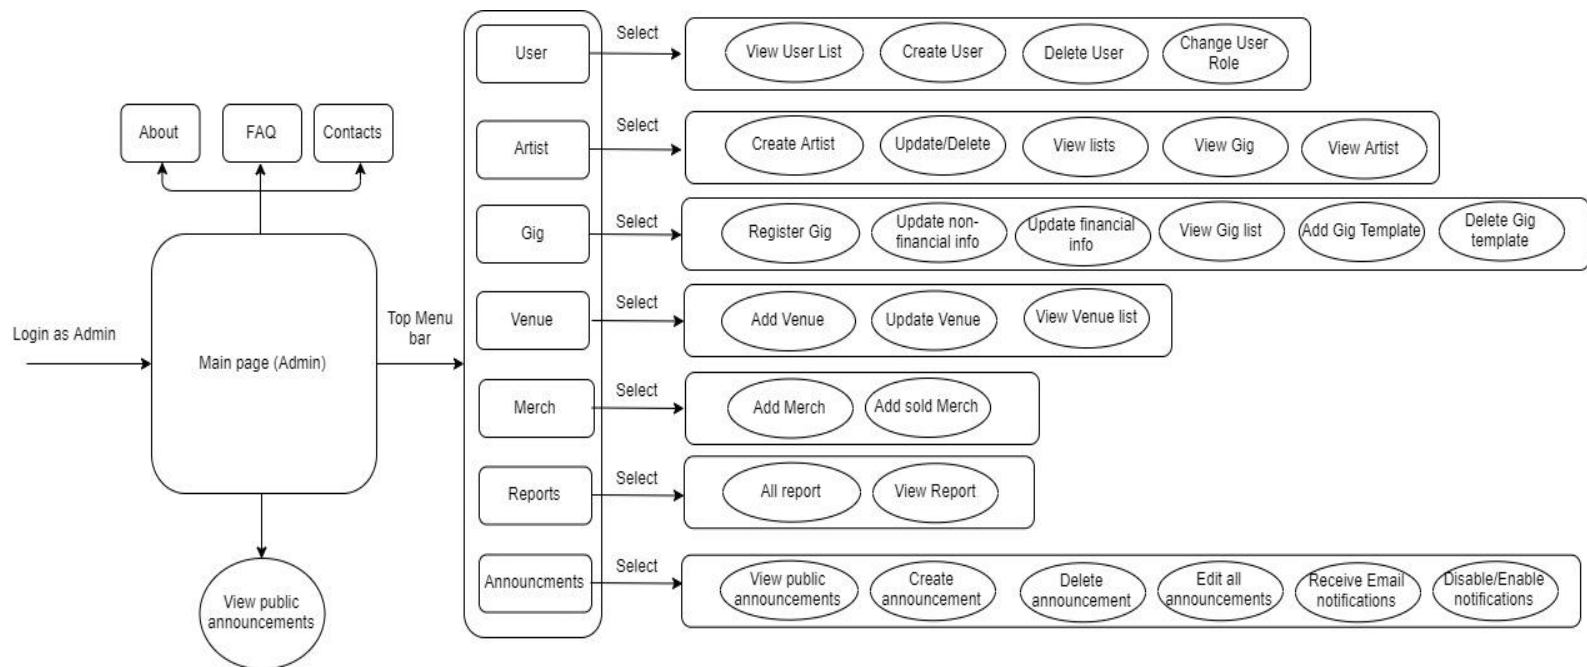 User
Select
View User List
Create User
Delete User
Change User
Role
About
FAQ
Contacts
Artist
Select
Create Artist
Update/Delete
View lists
View Gig
View Artist
Gig
Select
Register Gig
Update non-
financial info
Update financial
info
View Gig list
Add Gig Template
Delete Gig
template
Login as Admin
Main page (Admin)
Top Menu
bar
Venue
Select
Add Venue
Update Venue
View Venue list
Merch
Select
Add Merch
Add sold Merch
Reports
Select
All report
View Report
Announcments
Select
View public
announcements
Create
announcement
Delete
announcement
Edit all
announcements
Receive Email
notifications
Disable/Enable
notifications
View public
announcements